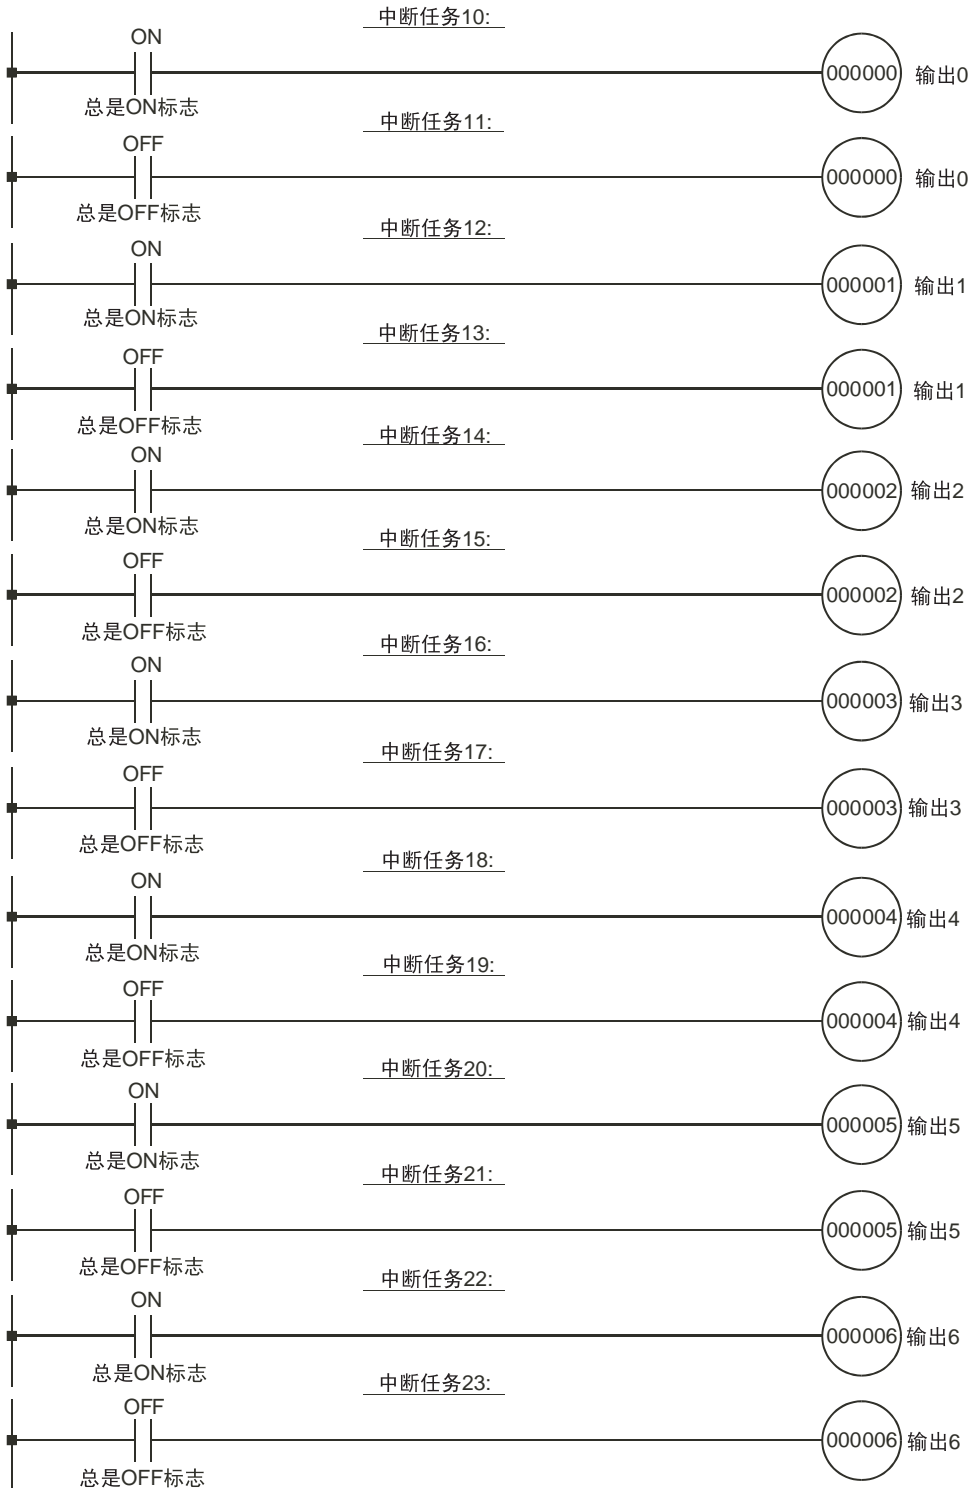 中断任务10:
ON
000000 输出0
总是ON标志
中断任务11:
OFF
000000 输出0
总是OFF标志
中断任务12:
ON
000001 输出1
总是ON标志
中断任务13:
OFF
000001 输出1
总是OFF标志
中断任务14:
ON
000002 输出2
总是ON标志
中断任务15:
OFF
000002 输出2
总是OFF标志
中断任务16:
ON
000003 输出3
总是ON标志
中断任务17:
OFF
000003 输出3
总是OFF标志
中断任务18:
ON
000004 输出4
总是ON标志
中断任务19:
OFF
000004 输出4
总是OFF标志
中断任务20:
ON
000005 输出5
总是ON标志
中断任务21:
OFF
000005 输出5
总是OFF标志
中断任务22:
ON
000006 输出6
总是ON标志
中断任务23:
OFF
000006 输出6
总是OFF标志